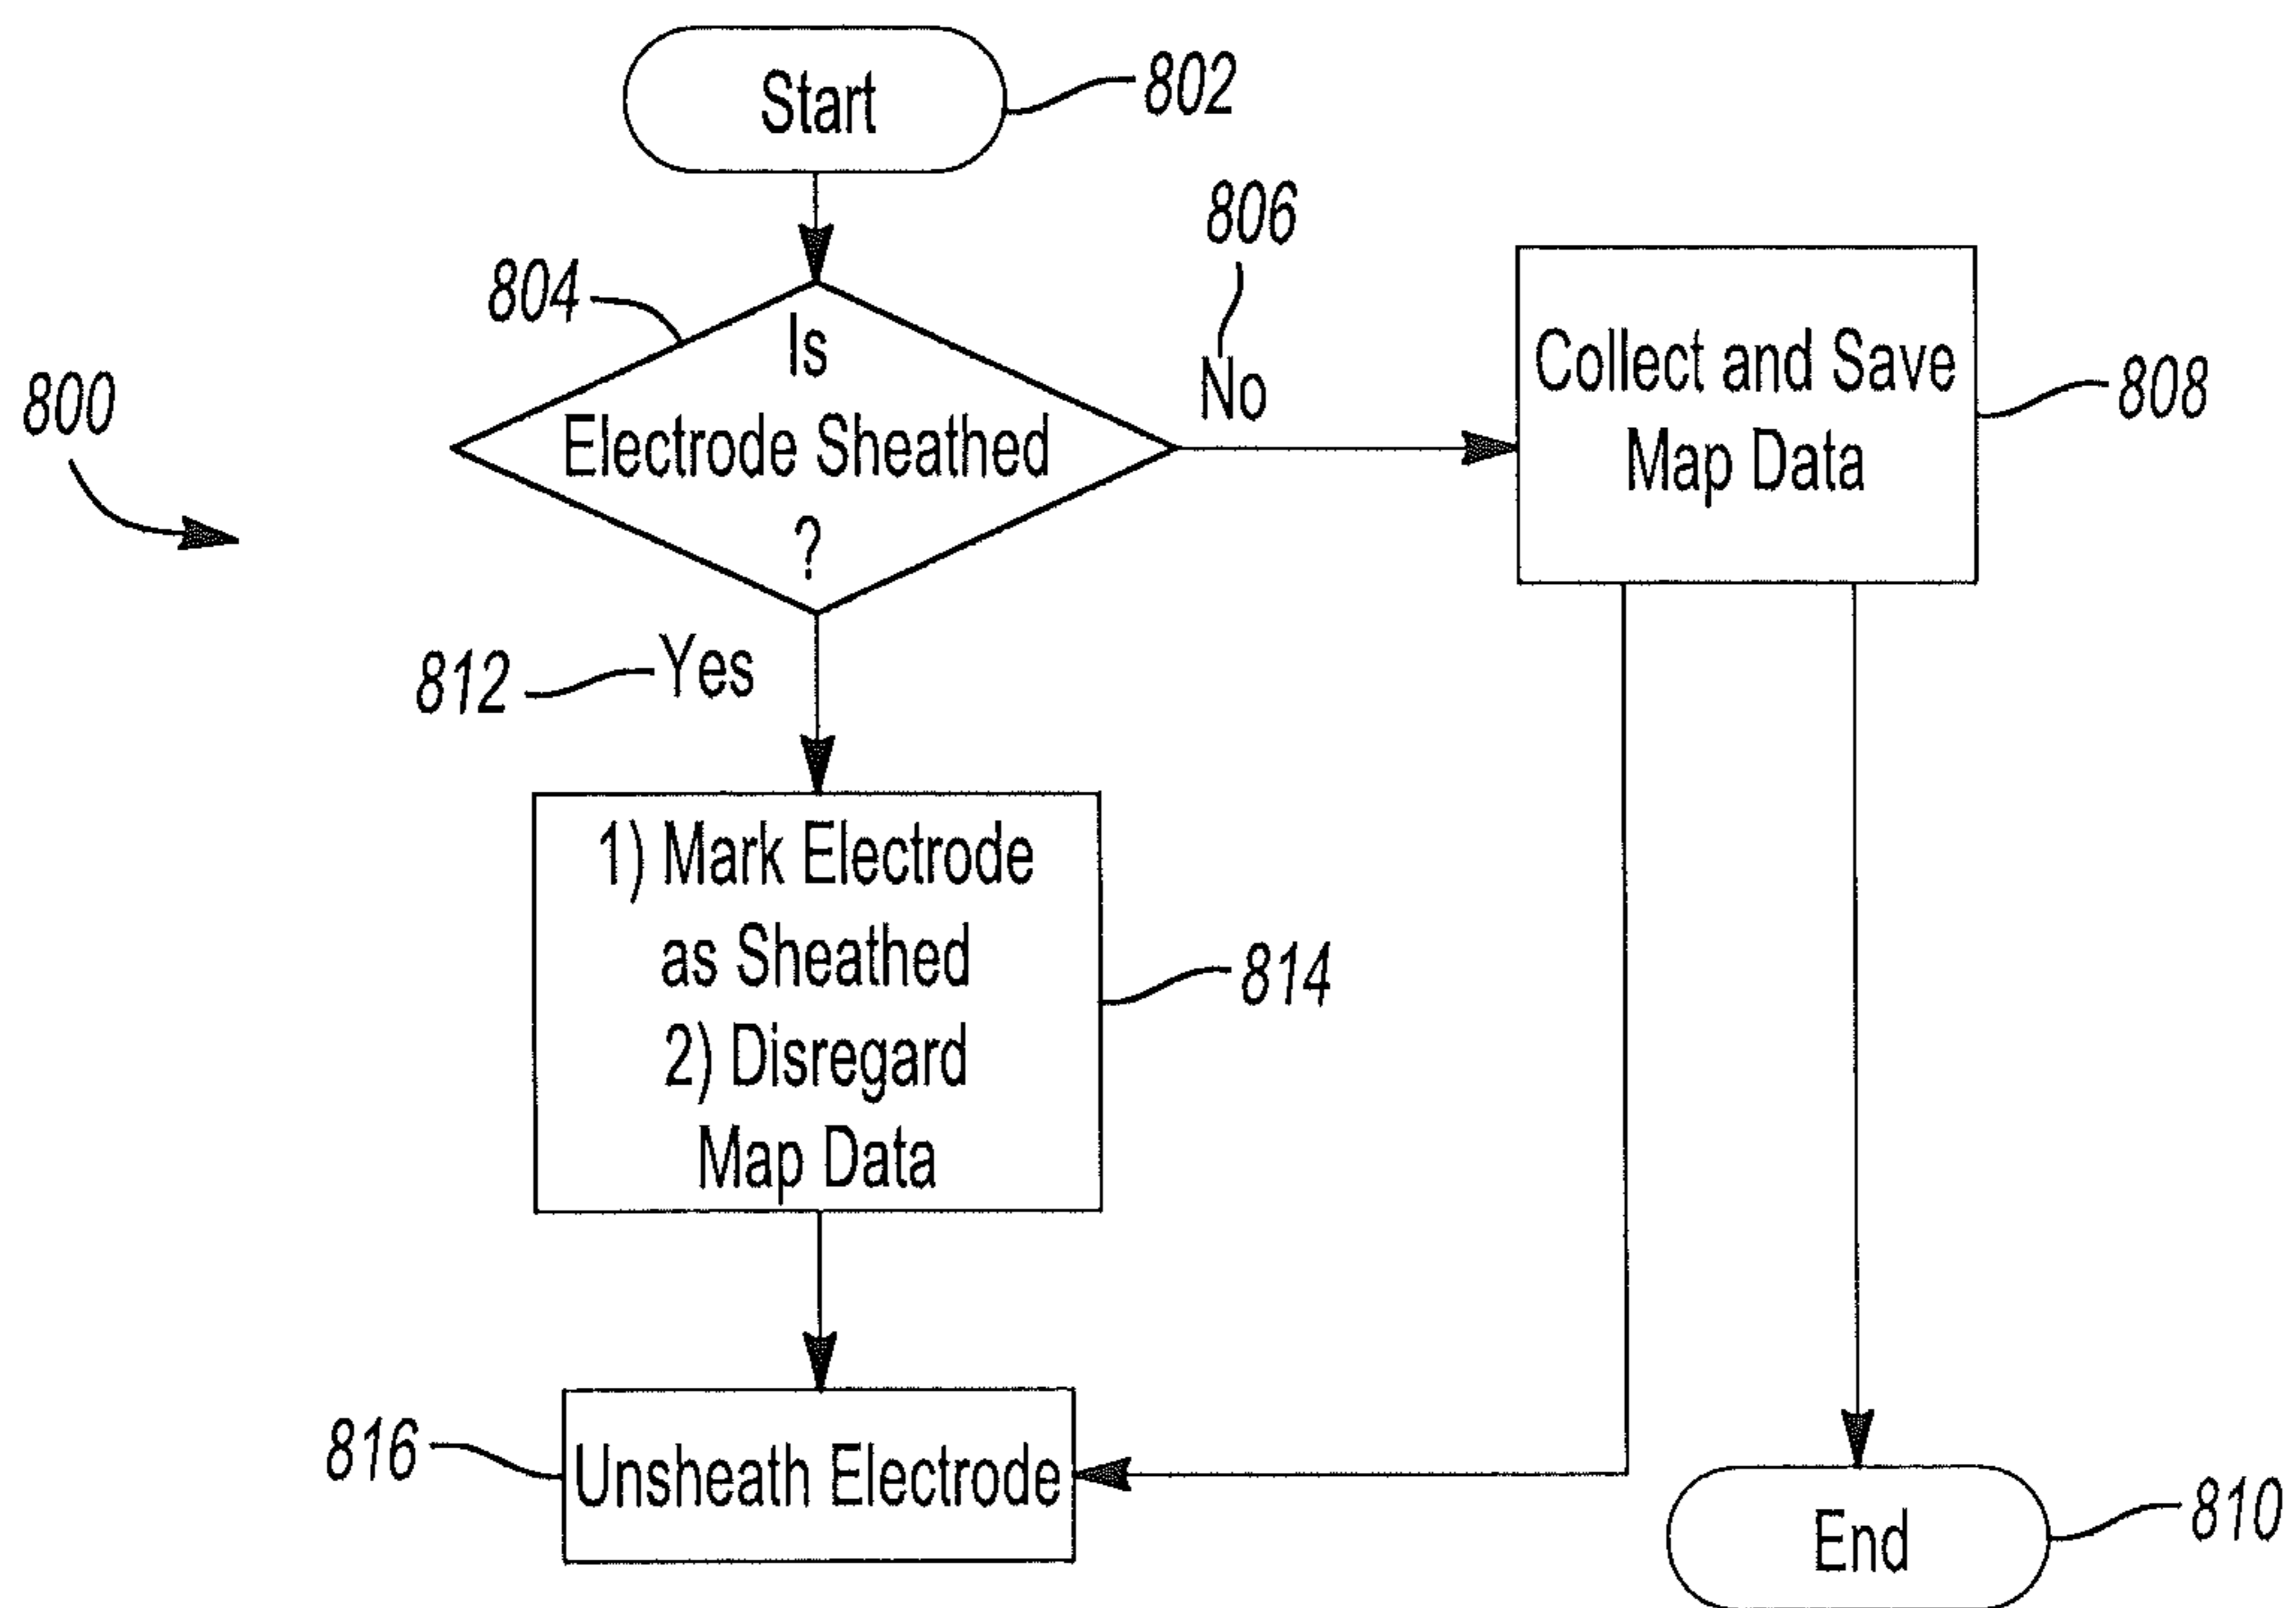 Start
802
806
804
Is
Electrode Sheathed
?
No
Collect and Save
Map Data
808
800
812
Yes
1) Mark Electrode
as Sheathed
2) Disregard
Map Data
814
816
Unsheath Electrode
End
810